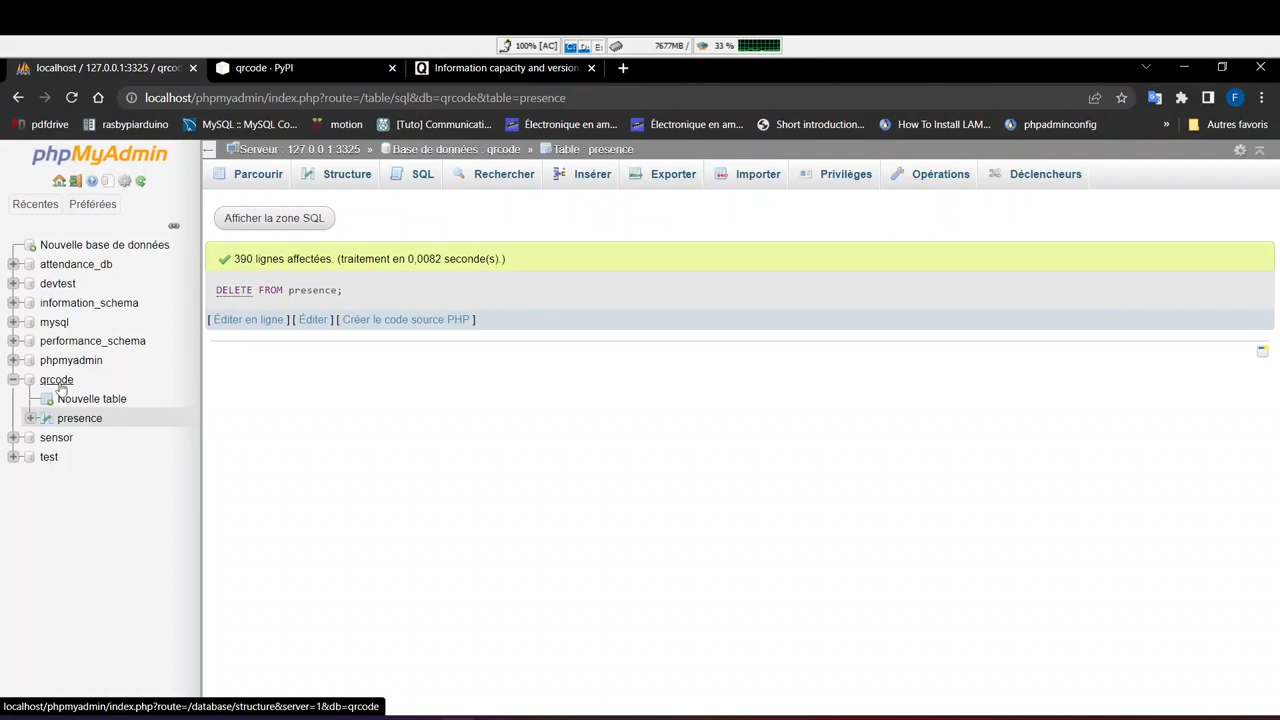 100% [AC] 7677MB / 33 %
localhost / 127.0.0.1:3325 / qrco qrcode · PyPI Information capacity and version
localhost/phpmyadmin/index.php?route=/table/sql&db=qrcode&table=presence F
pdfdrive rasbypiarduino MySQL :: MySQL Co... motion [Tuto] Communicati... Électronique en am... Électronique en am... Short introduction... How To Install LAM... phpadminconfig » Autres favoris
phpMyAdmin
Serveur : 127.0.0.1:3325 » Base de données : qrcode » Table : presence
Parcourir Structure SQL Rechercher Insérer Exporter Importer Privilèges Opérations Déclencheurs
Récentes Préférées
Afficher la zone SQL
Nouvelle base de données
attendance_db
devtest
information_schema
mysql
performance_schema
phpmyadmin
qrcode
Nouvelle table
presence
sensor
test
390 lignes affectées. (traitement en 0,0082 seconde(s).)
DELETE FROM presence;
[ Éditer en ligne ] [ Éditer ] [ Créer le code source PHP ]
localhost/phpmyadmin/index.php?route=/database/structure&server=1&db=qrcode